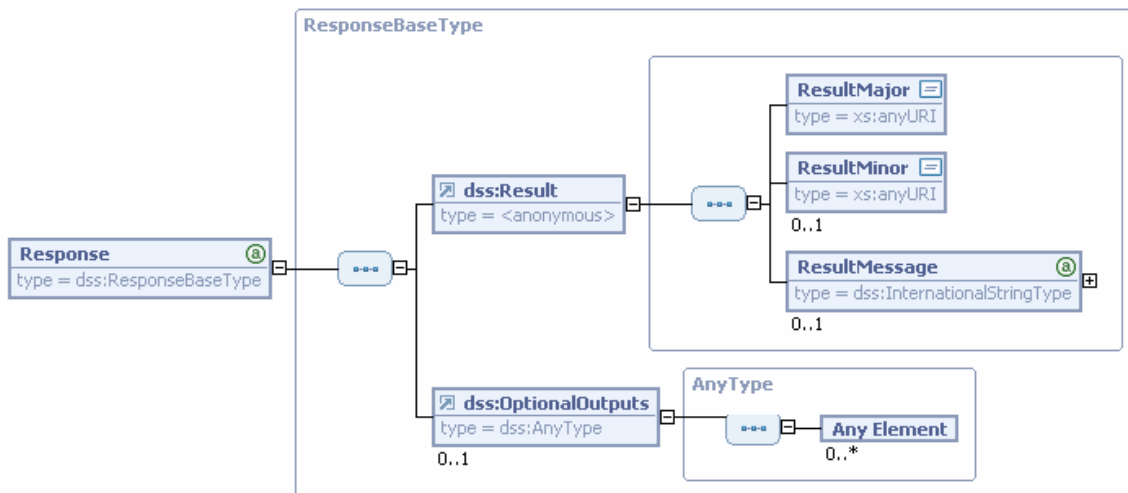 ResponseBaseType
Response
a
type = dss:ResponseBaseType
dss:Result
type = <anonymous>
ResultMajor
type = xs:anyURI
ResultMinor
type = xs:anyURI
0..1
ResultMessage
a
type = dss:InternationalStringType
0..1
dss:OptionalOutputs
type = dss:AnyType
0..1
AnyType
Any Element
0..*